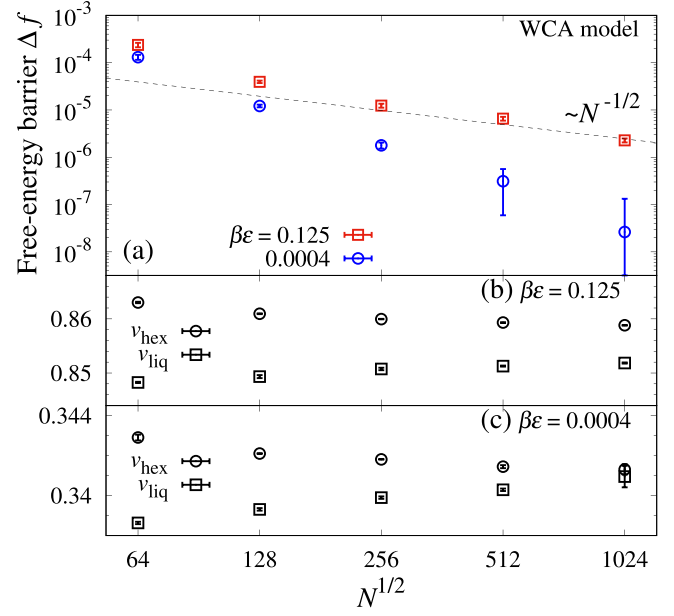 Free-energy barrier Δf
10⁻³
10⁻⁴
10⁻⁵
10⁻⁶
10⁻⁷
10⁻⁸
WCA model
~N⁻¹/²
(a)
βε = 0.125
0.0004
(b) βε = 0.125
0.86
0.85
v_hex
v_liq
(c) βε = 0.0004
0.344
0.34
v_hex
v_liq
64 128 256 512 1024
N¹/²